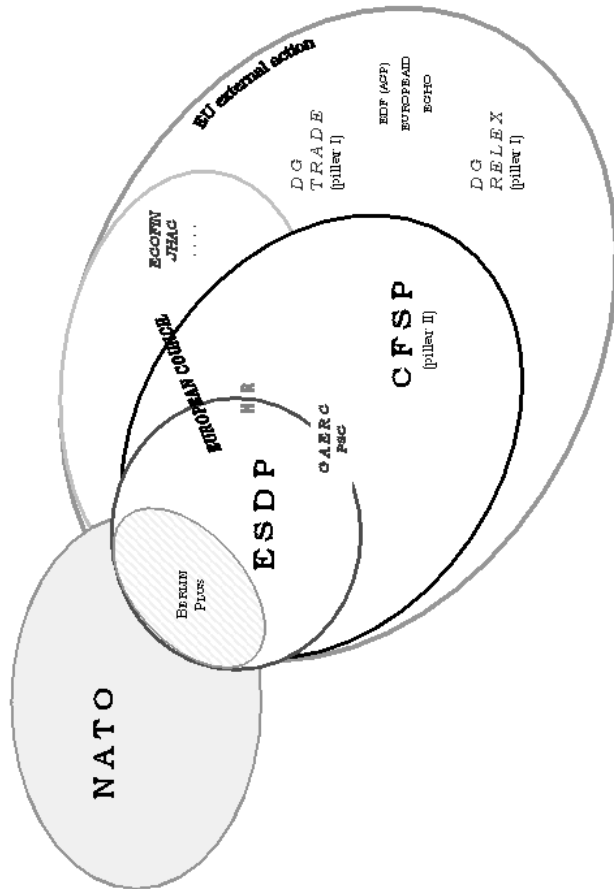 NATO
BERLIN
PLUS
ESDP
EUROPEAN COUNCIL
HR
GAERC
PSC
ECOFIN
JHAC
. . . .
CFSP
(pillar II)
EU external action
DG
TRADE
(pillar I)
EDF (ACP)
EUROPEAID
ECHO
DG
RELEX
(pillar I)